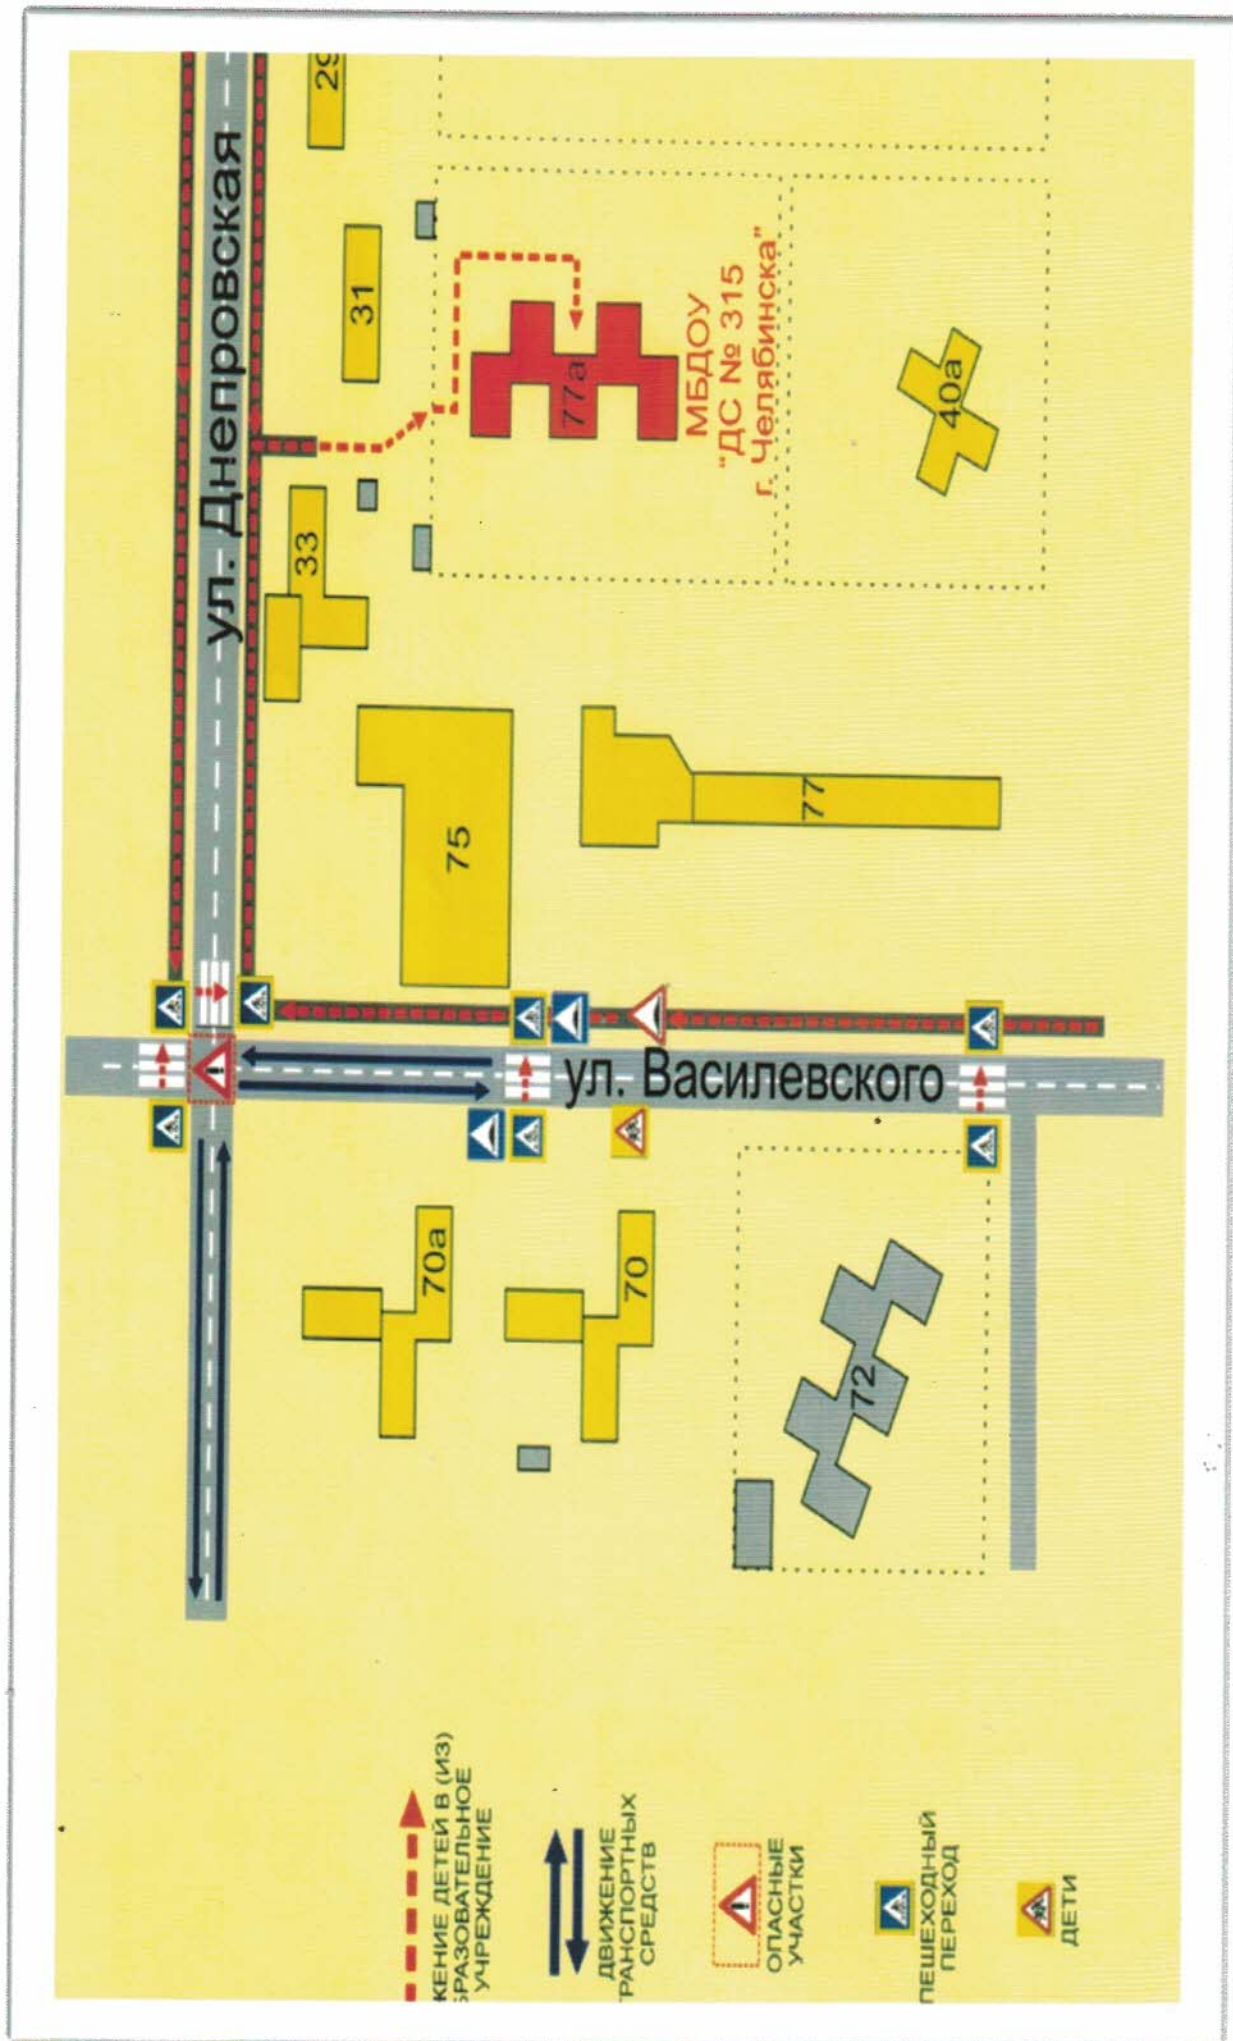 ул. Днепровская
29
31
33
75
77
77а
МБДОУ
"ДС № 315
г. Челябинска"
40а
ул. Василевского
70а
70
72
ЖЕНИЕ ДЕТЕЙ В (ИЗ)
БРАЗОВАТЕЛЬНОЕ
УЧРЕЖДЕНИЕ
ДВИЖЕНИЕ
ТРАНСПОРТНЫХ
СРЕДСТВ
ОПАСНЫЕ
УЧАСТКИ
ПЕШЕХОДНЫЙ
ПЕРЕХОД
ДЕТИ